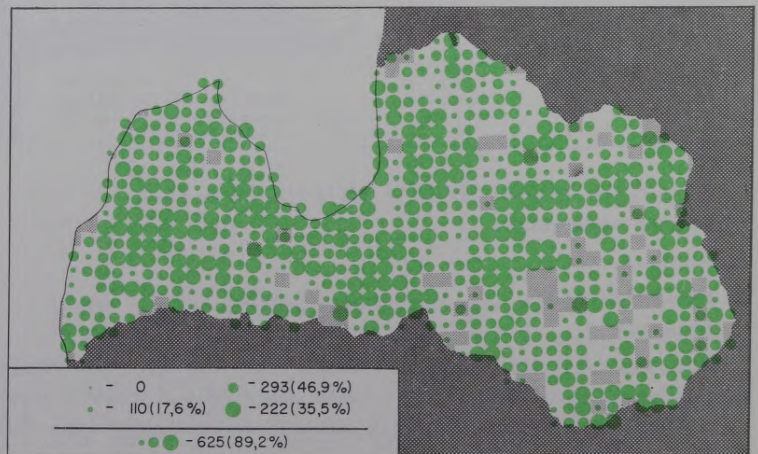 - 0 - 293(46,9%)
- 110(17,6%) - 222(35,5%)
- 625(89,2%)